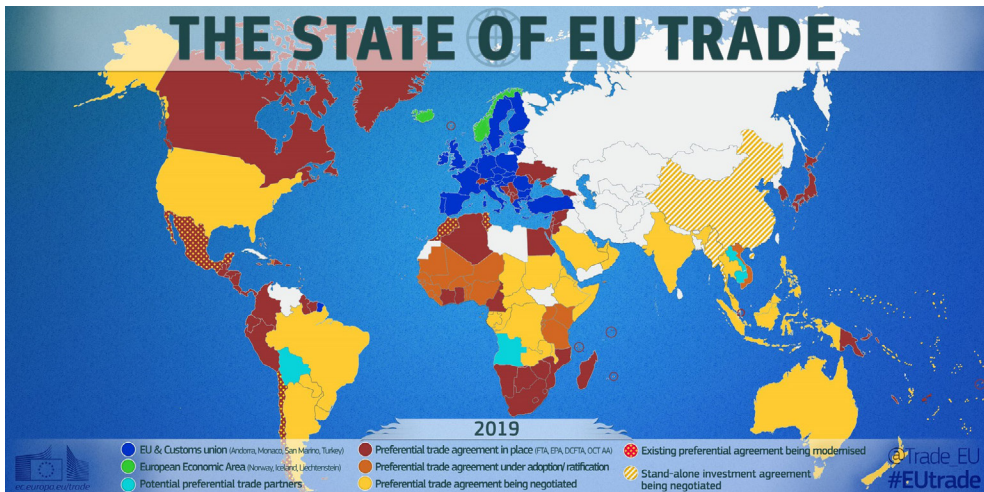 THE STATE OF EU TRADE
2019
EU & Customs union (Andorra, Monaco, San Marino, Turkey)
European Economic Area (Norway, Iceland, Liechtenstein)
Potential preferential trade partners
Preferential trade agreement in place (FTA, EPA, DCFTA, OCT AA)
Preferential trade agreement under adoption/ ratification
Preferential trade agreement being negotiated
Existing preferential agreement being modernised
Stand-alone investment agreement
being negotiated
ec.europa.eu/trade
@Trade_EU
#EUtrade